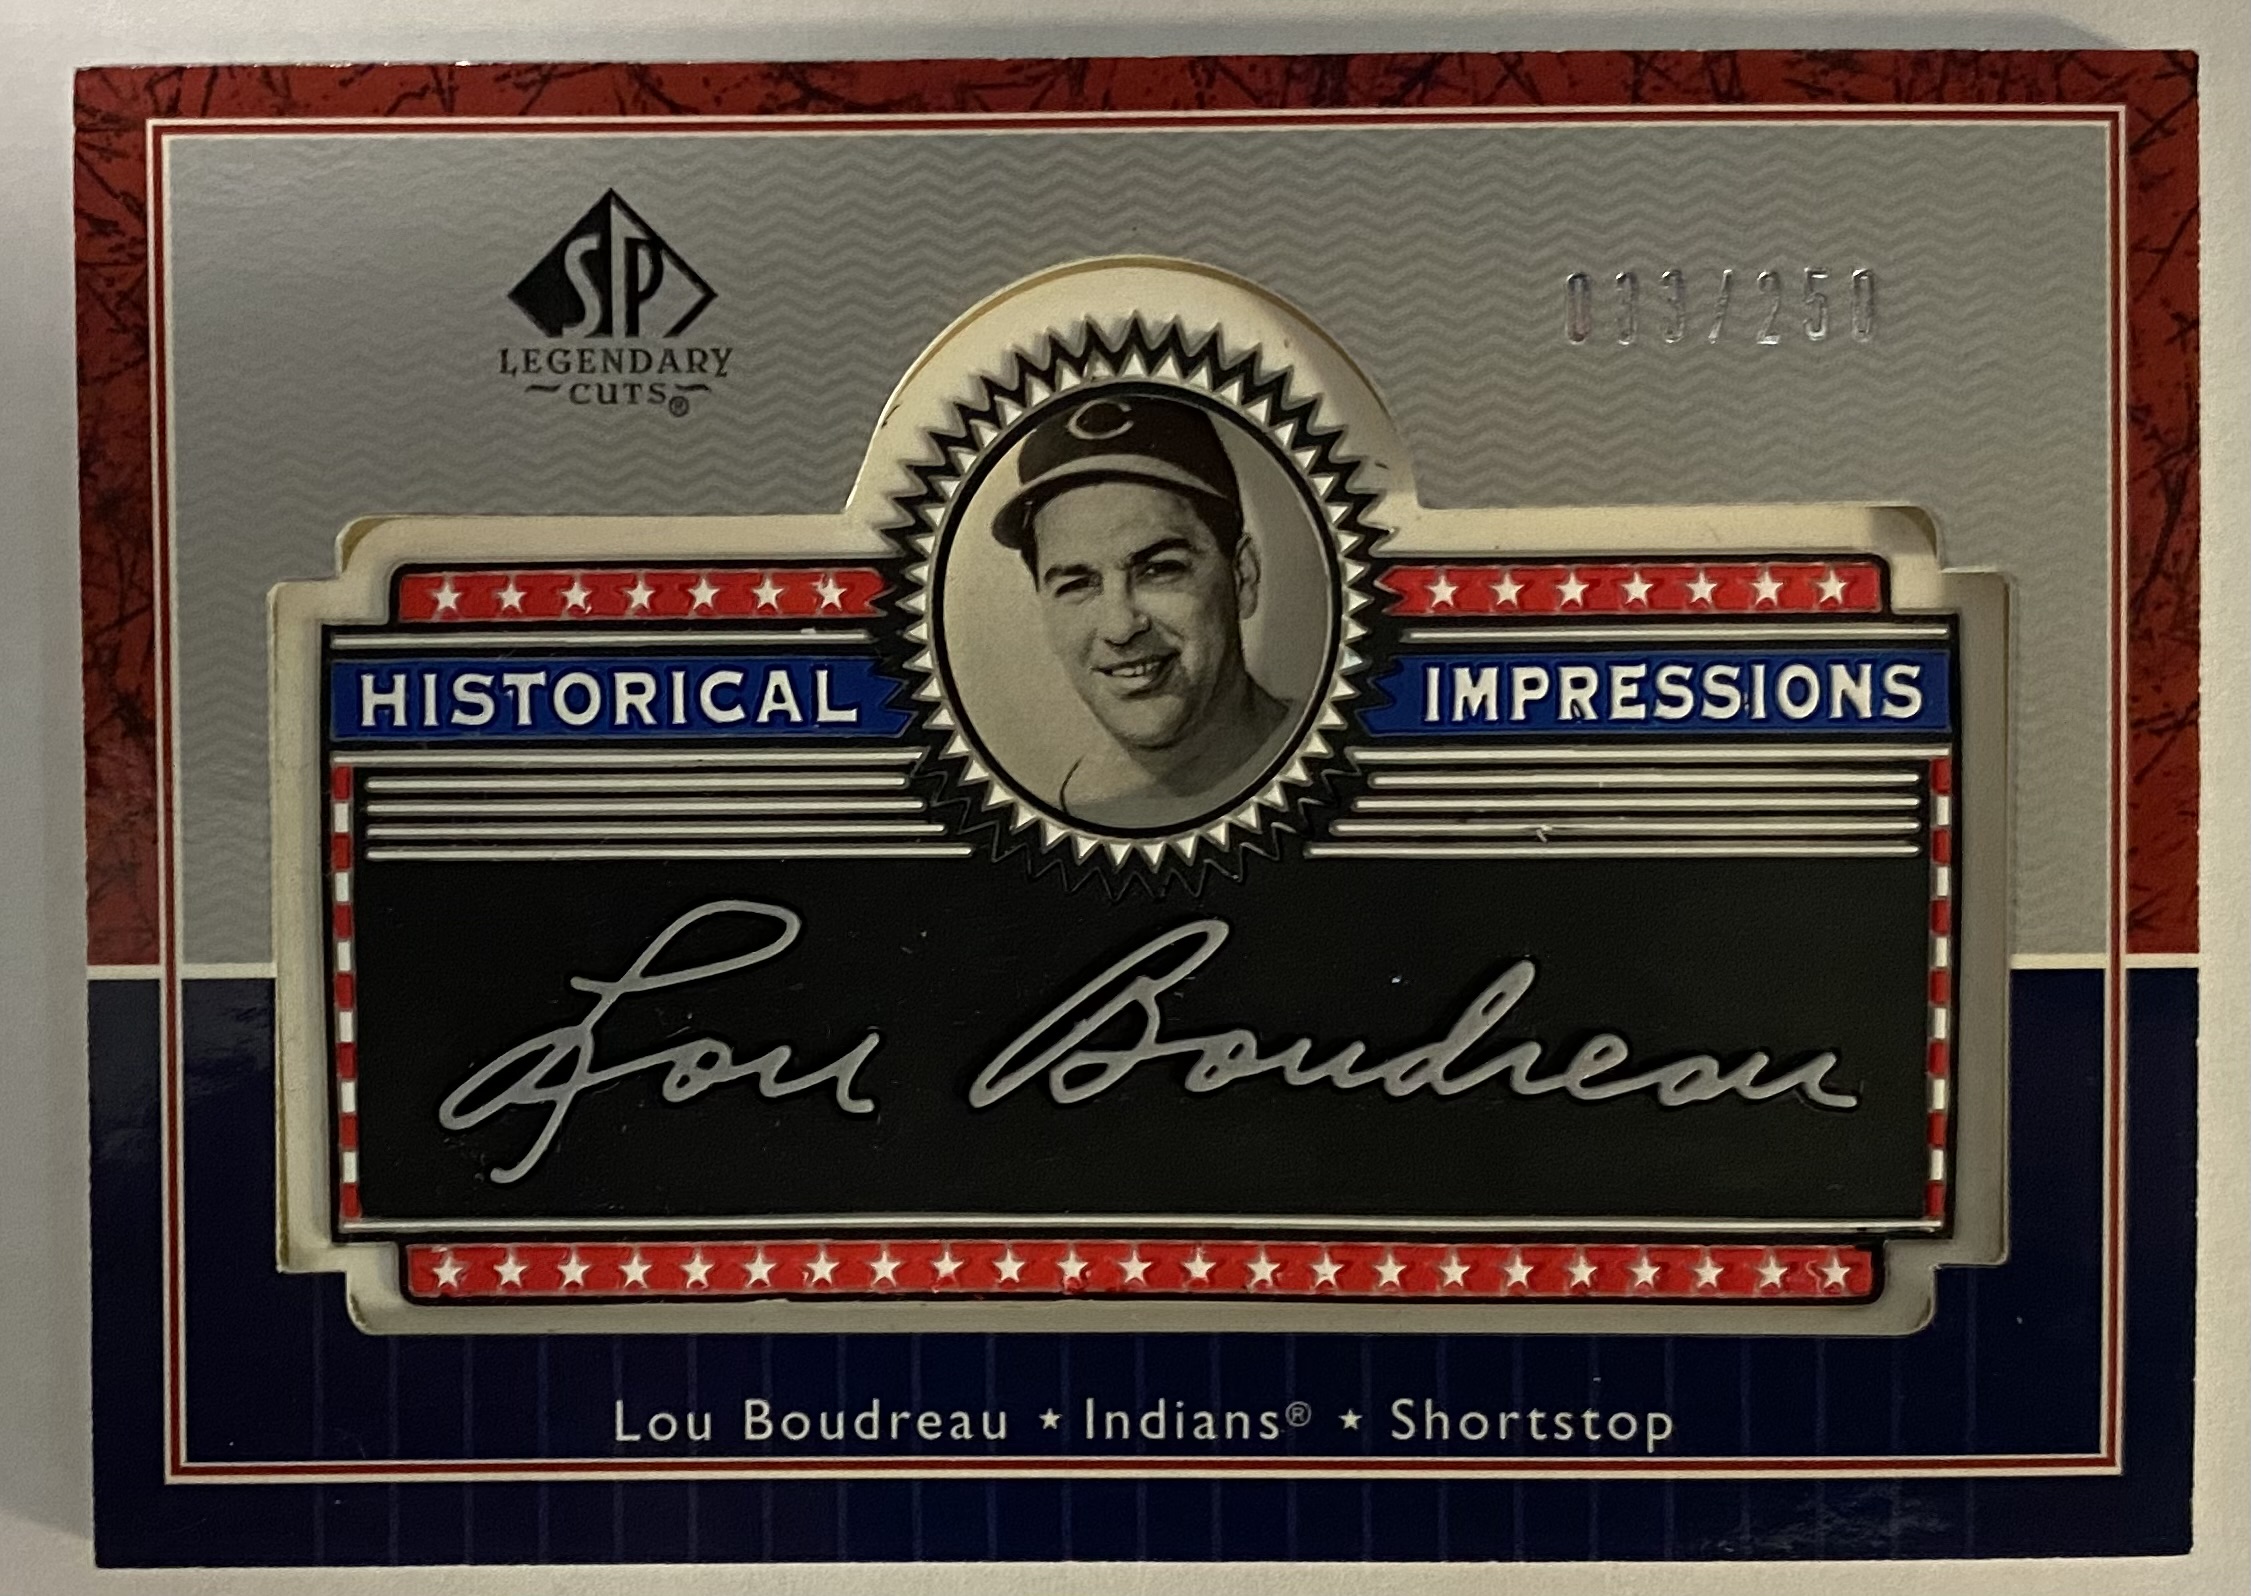 SP
LEGENDARY
CUTS®
033/250
C
HISTORICAL IMPRESSIONS
Lou Boudreau
Lou Boudreau ★ Indians® ★ Shortstop